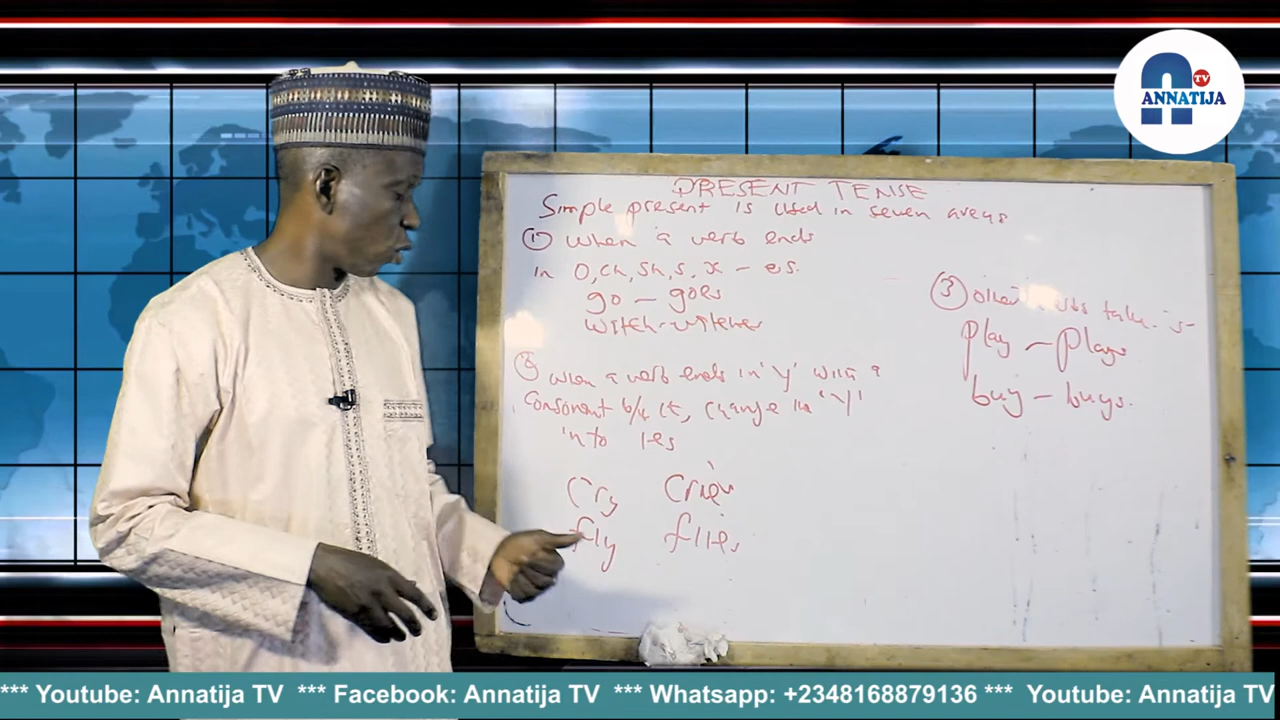 TV
ANNATIJA
PRESENT TENSE
Simple present is used in seven areas
① when a verb ends
in O, ch, sh, s, x - es.
go - goes
witch - witches
② when a verb ends in 'y' with a
Consonant b/4 it, change the 'y'
into ies
Cry Cries
fly flies
③ other verbs take s
play - plays
buy - buys.
*** Youtube: Annatija TV *** Facebook: Annatija TV *** Whatsapp: +2348168879136 *** Youtube: Annatija TV